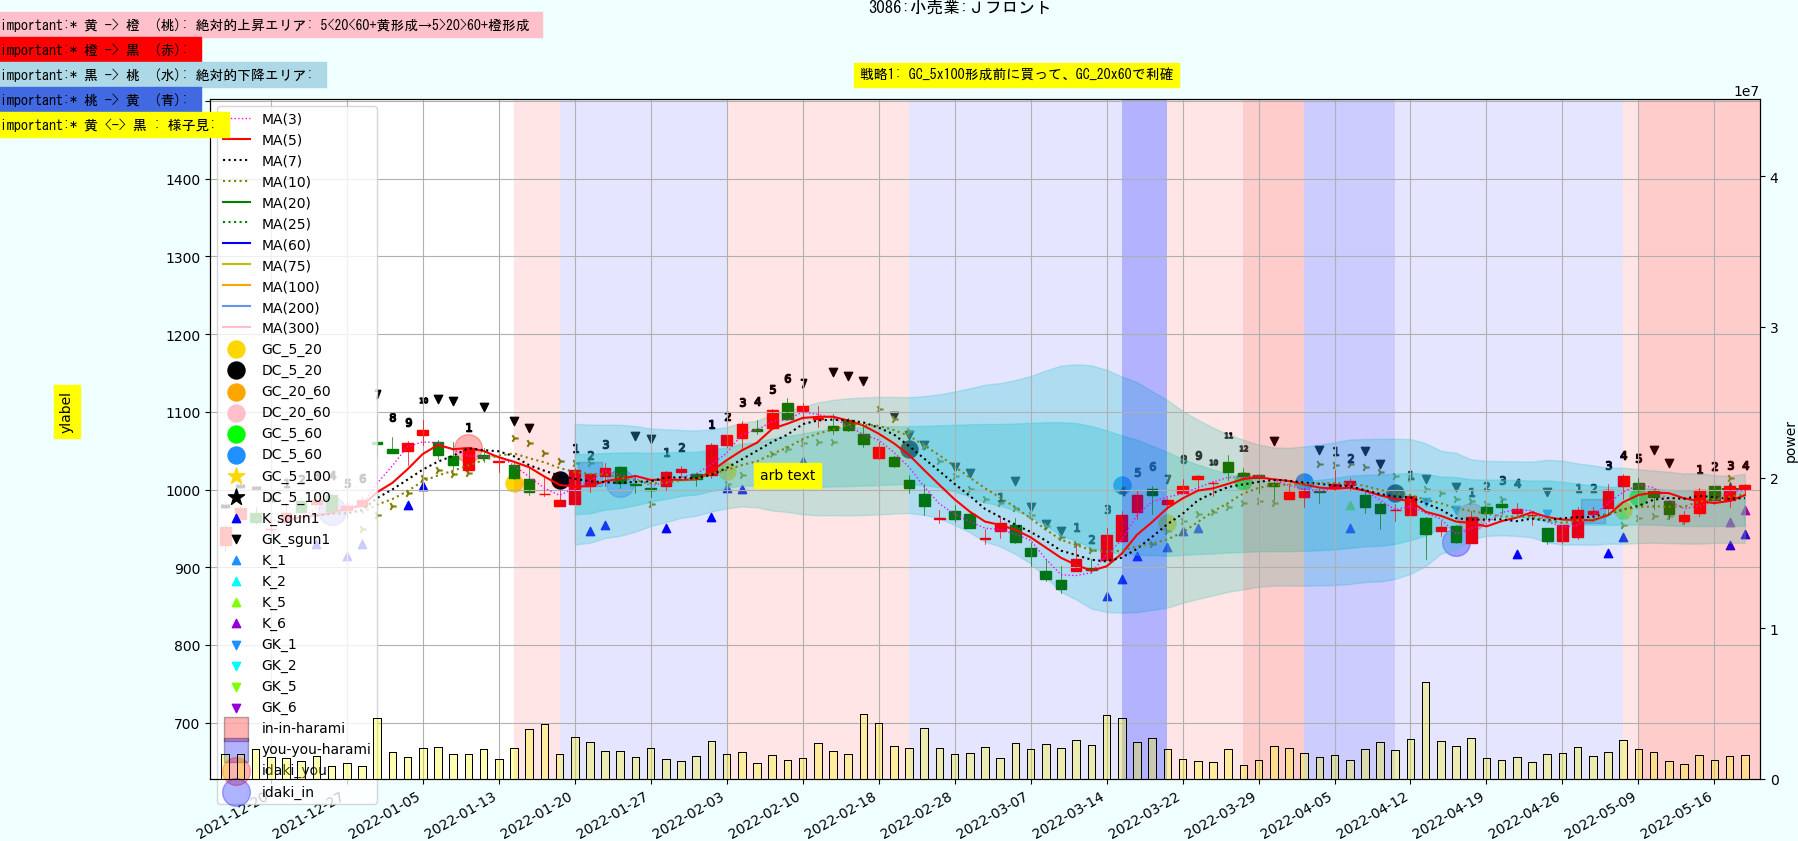 3086:小売業:Ｊフロント
important:* 黄 -> 橙 (桃): 絶対的上昇エリア: 5<20<60+黄形成→5>20>60+橙形成
important:* 橙 -> 黒 (赤):
important:* 黒 -> 桃 (水): 絶対的下降エリア:
戦略1: GC_5x100形成前に買って、GC_20x60で利確
important:* 桃 -> 黄 (青):
important:* 黄 <-> 黒 : 様子見:
1e7
MA(3)
MA(5)
MA(7)
MA(10)
MA(20)
MA(25)
MA(60)
MA(75)
MA(100)
MA(200)
MA(300)
GC_5_20
DC_5_20
GC_20_60
DC_20_60
GC_5_60
DC_5_60
GC_5_100
DC_5_100
K_sgun1
GK_sgun1
K_1
K_2
K_5
K_6
GK_1
GK_2
GK_5
GK_6
in-in-harami
you-you-harami
idaki_you
idaki_in
1400
1300
1200
1100
1000
900
800
700
ylabel
arb text
4
3
2
1
0
power
2021-12-20
2021-12-27
2022-01-05
2022-01-13
2022-01-20
2022-01-27
2022-02-03
2022-02-10
2022-02-18
2022-02-28
2022-03-07
2022-03-14
2022-03-22
2022-03-29
2022-04-05
2022-04-12
2022-04-19
2022-04-26
2022-05-09
2022-05-16